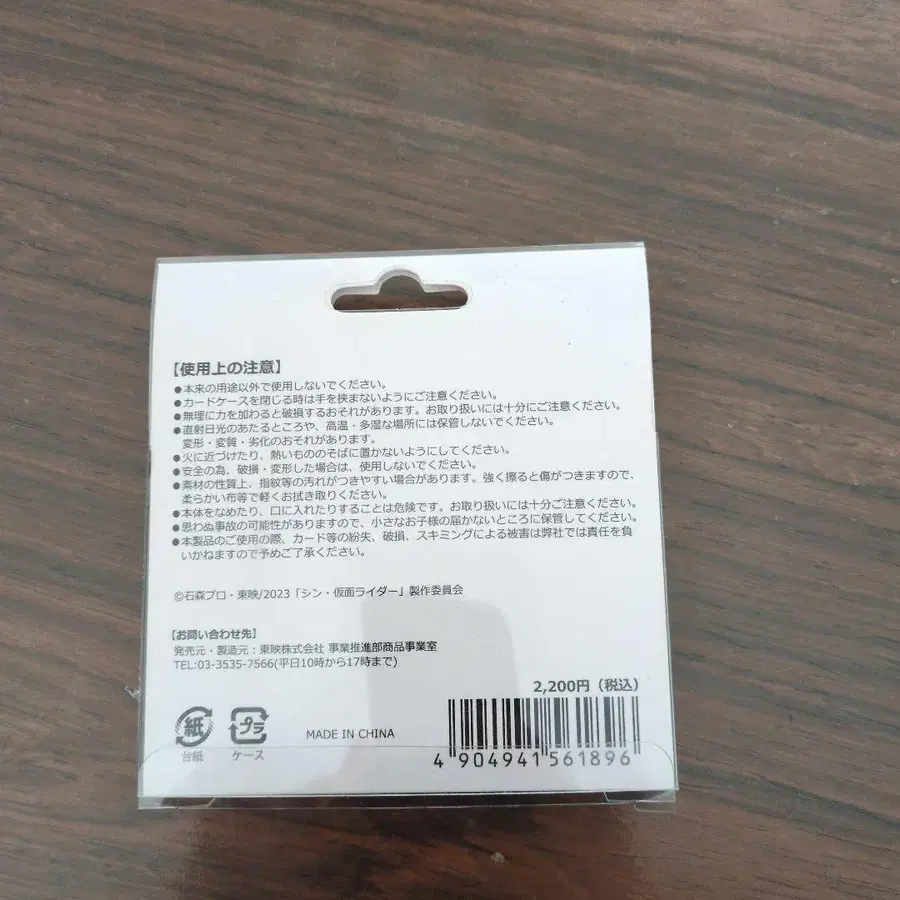 【使用上の注意】
●本来の用途以外で使用しないでください。
●カードケースを閉じる時は手を挟まないようにご注意ください。
●無理に力を加わると破損するおそれがあります。お取り扱いには十分にご注意ください。
●直射日光のあたるところや、高温・多湿な場所には保管しないでください。
変形・変質・劣化のおそれがあります。
●火に近づけたり、熱いもののそばに置かないようにしてください。
●安全の為、破損・変形した場合は、使用しないでください。
●素材の性質上、指紋等の汚れがつきやすい場合があります。強く擦ると傷がつきますので、
柔らかい布等で軽くお拭き取りください。
●本体をなめたり、口に入れたりすることは危険です。お取り扱いには十分ご注意ください。
●思わぬ事故の可能性がありますので、小さなお子様の届かないところに保管してください。
●本製品のご使用の際、カード等の紛失、破損、スキミングによる被害は弊社では責任を負
いかねますので予めご了承ください。
©石森プロ・東映/2023「シン・仮面ライダー」製作委員会
【お問い合わせ先】
発売元・製造元：東映株式会社 事業推進部商品事業室
TEL:03-3535-7566(平日10時から17時まで)
2,200円（税込）
紙 プラ
台紙 ケース
MADE IN CHINA
4 904941 561896